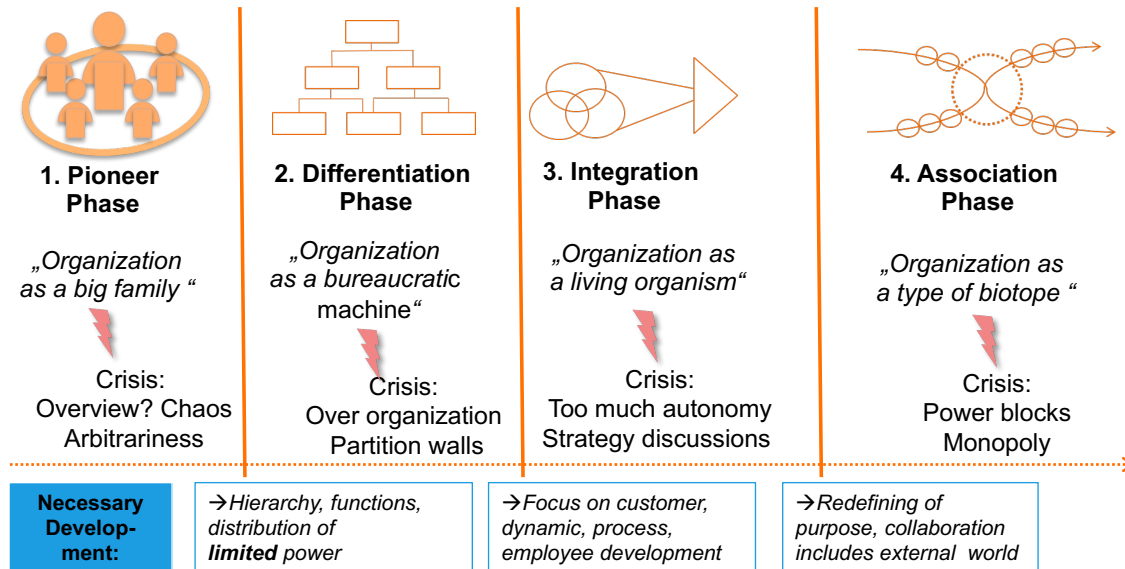 1. Pioneer
Phase
„Organization
as a big family “
Crisis:
Overview? Chaos
Arbitrariness
2. Differentiation
Phase
„Organization
as a bureaucratic
machine“
Crisis:
Over organization
Partition walls
3. Integration
Phase
„Organization as
a living organism“
Crisis:
Too much autonomy
Strategy discussions
4. Association
Phase
„Organization as
a type of biotope “
Crisis:
Power blocks
Monopoly
Necessary
Develop-
ment:
→Hierarchy, functions,
distribution of
limited power
→Focus on customer,
dynamic, process,
employee development
→Redefining of
purpose, collaboration
includes external world